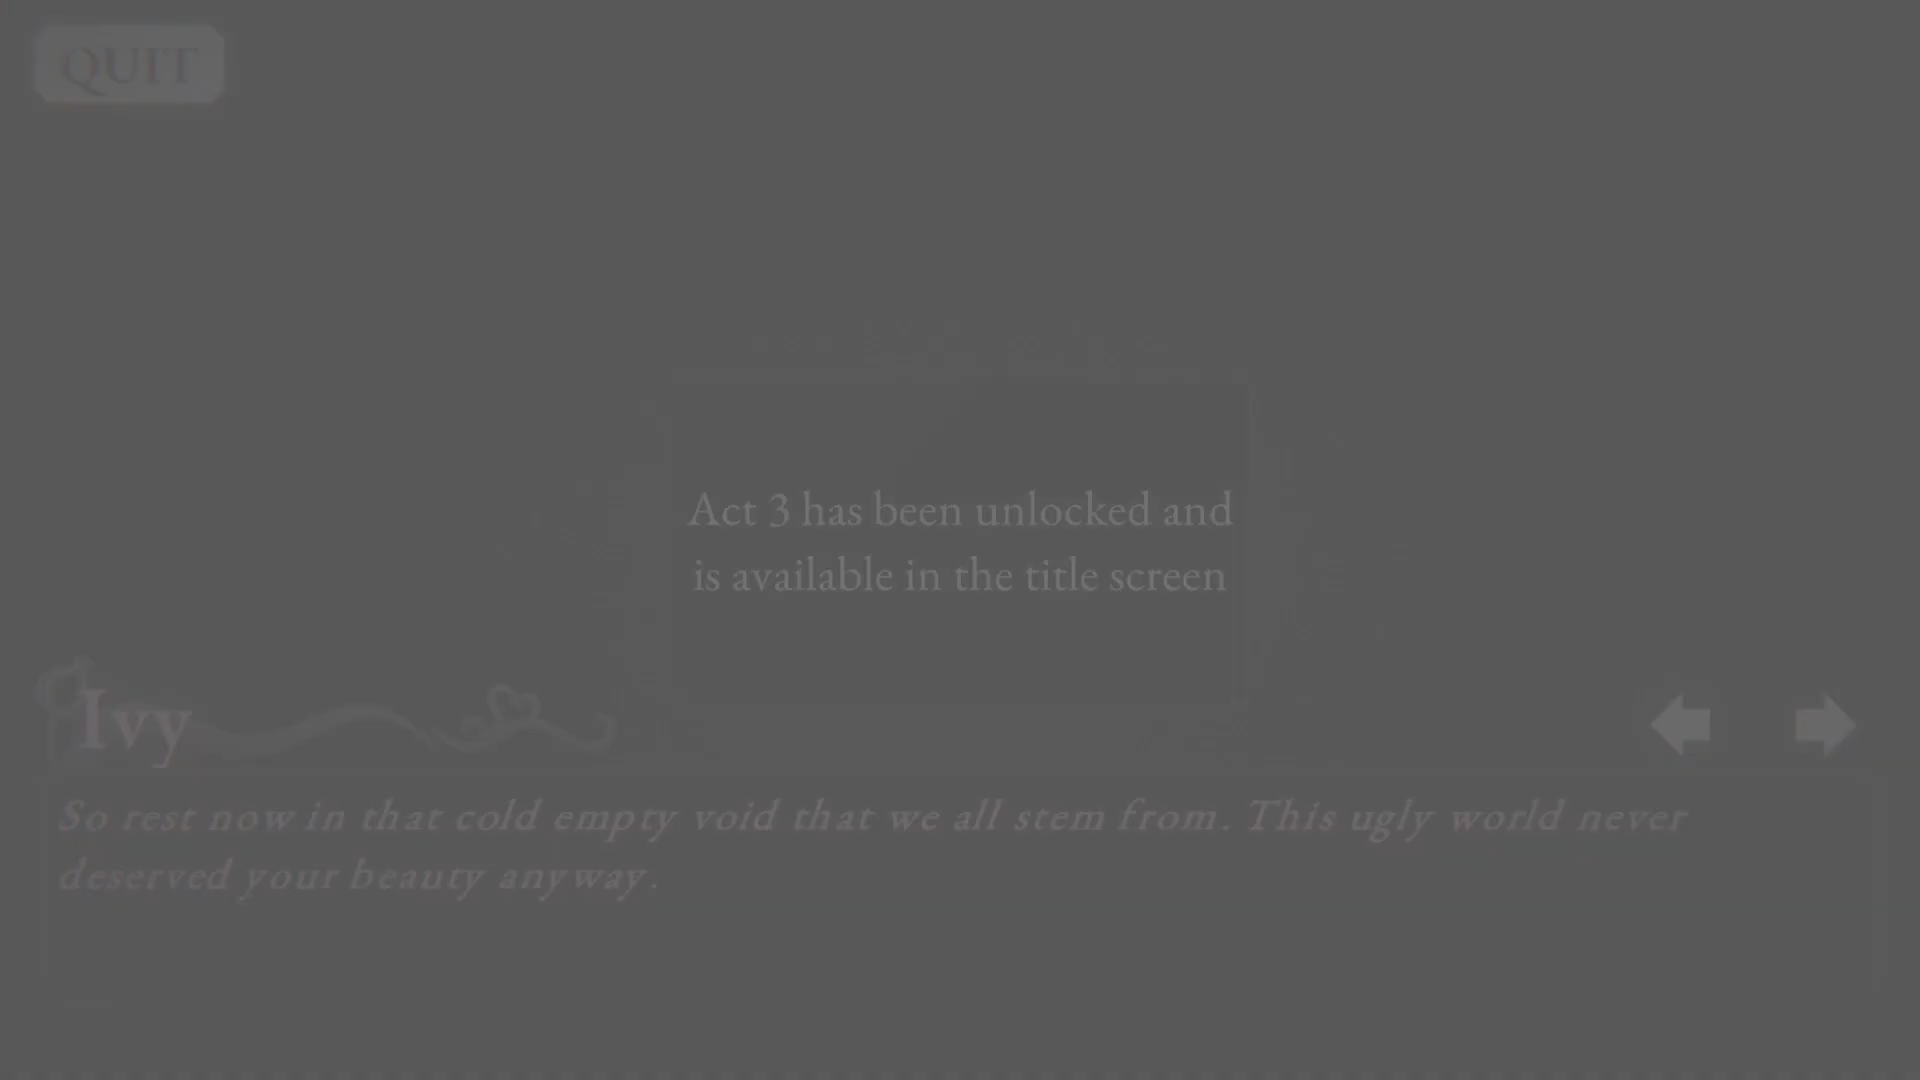 QUIT
Act 3 has been unlocked and
is available in the title screen
Ivy
So rest now in that cold empty void that we all stem from. This ugly world never
deserved your beauty anyway.